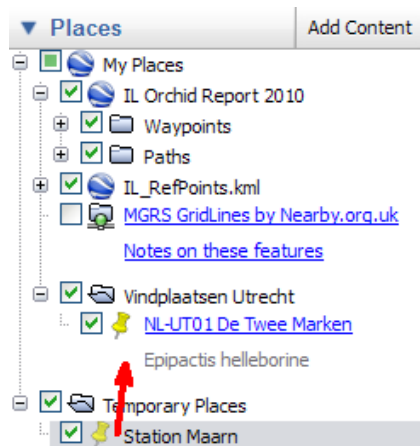 Places Add Content
My Places
IL Orchid Report 2010
Waypoints
Paths
IL_RefPoints.kml
MGRS GridLines by Nearby.org.uk
Notes on these features
Vindplaatsen Utrecht
NL-UT01 De Twee Marken
Epipactis helleborine
Temporary Places
Station Maarn